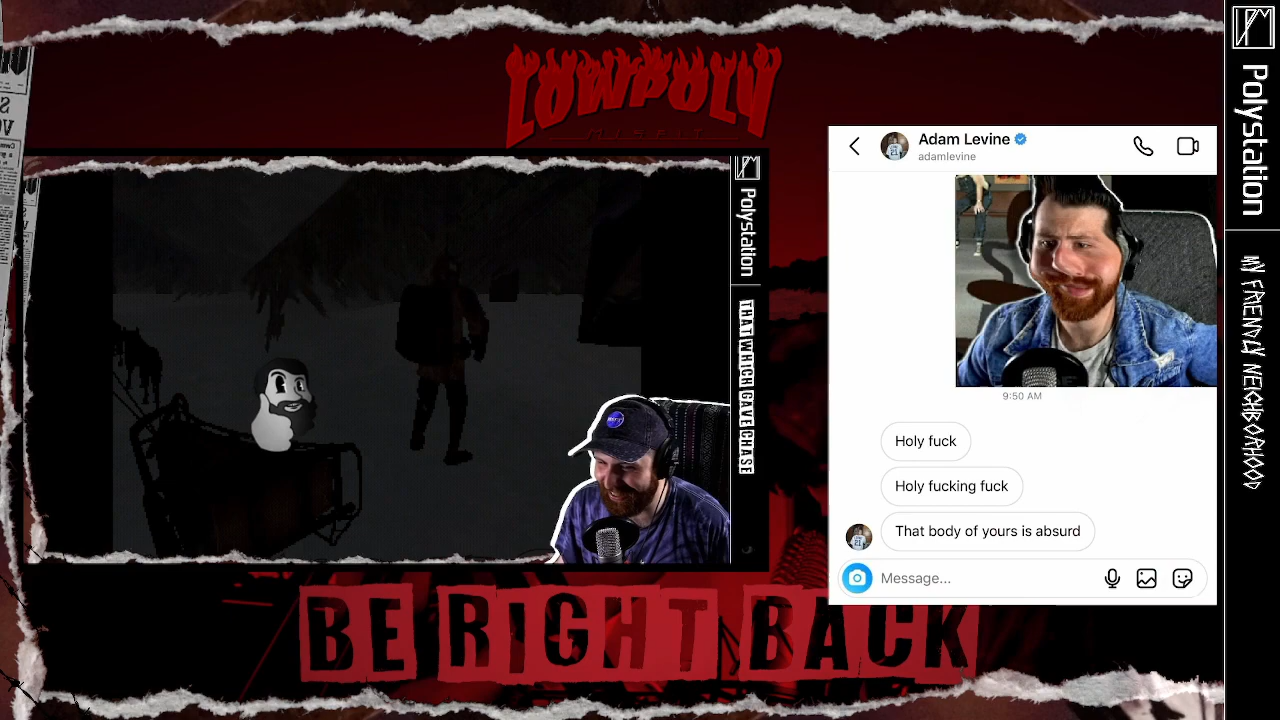 LOWPOLY
MISFIT
Polystation
THAT WHICH GAVE CHASE
BE RIGHT BACK
Adam Levine
adamlevine
9:50 AM
Holy fuck
Holy fucking fuck
That body of yours is absurd
Message...
Polystation
MY FRIENDLY NEIGHBORHOOD